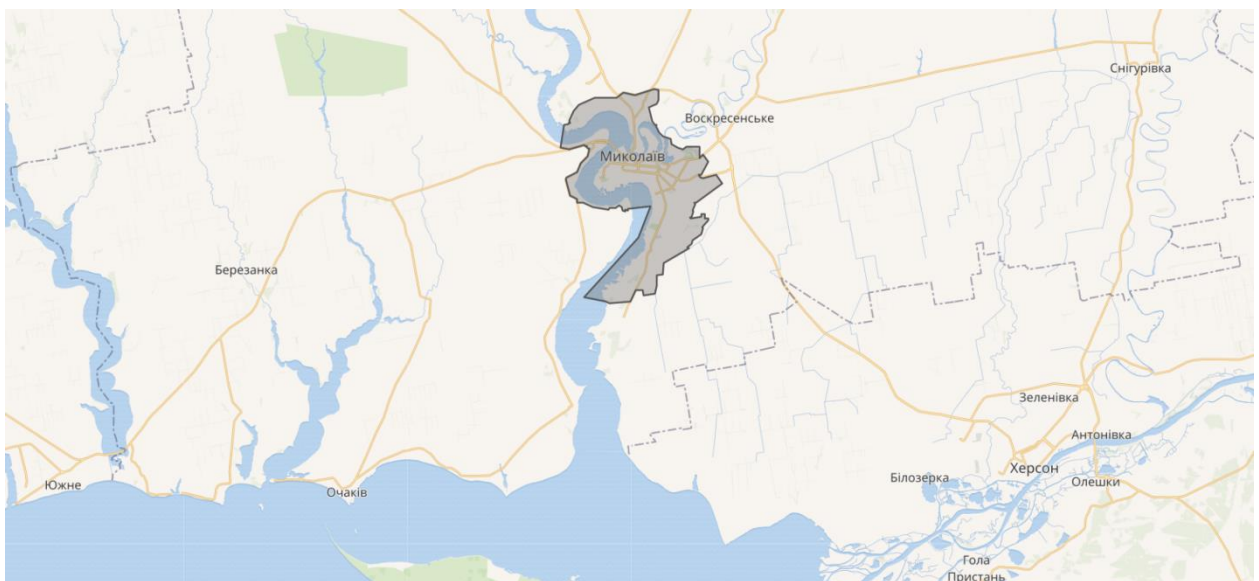 Снігурівка
Воскресенське
Миколаїв
Березанка
Зеленівка
Антонівка
Херсон
Білозерка
Олешки
Южне
Очаків
Гола
Пристань